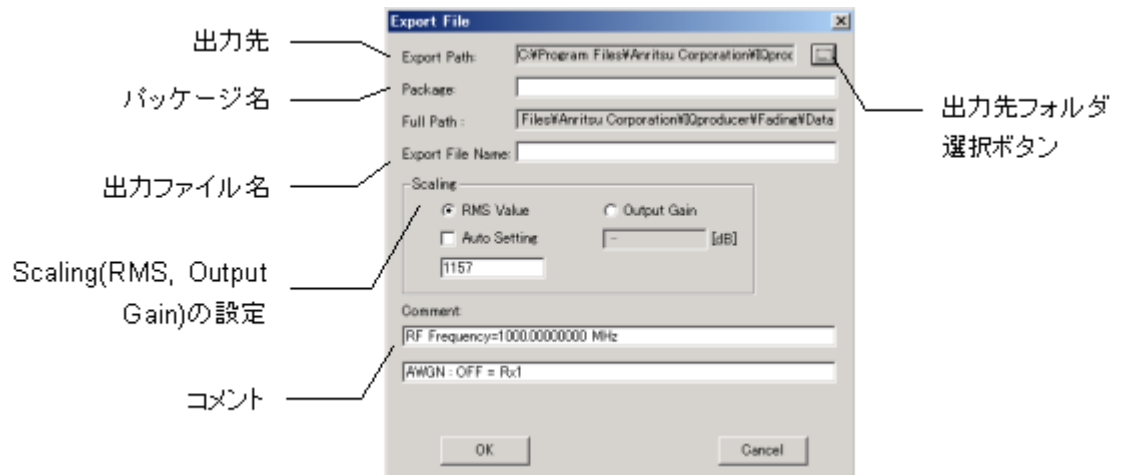 Export File
出力先
Export Path:
C:¥Program Files¥Anritsu Corporation¥IQproc
...
パッケージ名
Package:
出力先フォルダ
選択ボタン
Full Path :
Files¥Anritsu Corporation¥IQproducer¥Fading¥Data
Export File Name:
出力ファイル名
Scaling
RMS Value
Output Gain
Auto Setting
-
[dB]
1157
Scaling(RMS, Output
Gain)の設定
Comment:
RF Frequency=1000.00000000 MHz
AWGN : OFF = Rx1
コメント
OK
Cancel